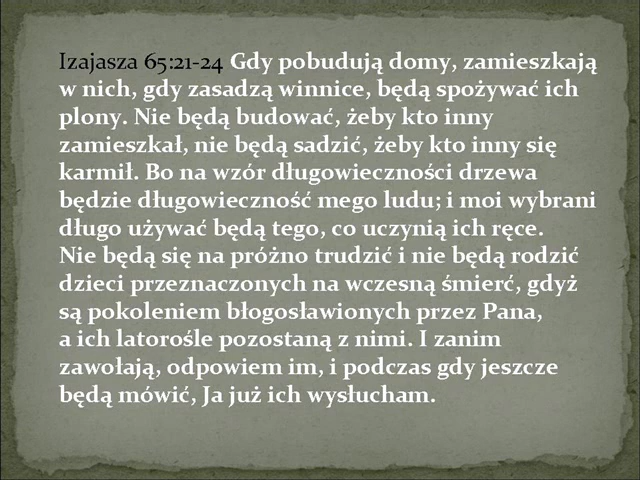 Izajasza 65:21-24 Gdy pobudują domy, zamieszkają
w nich, gdy zasadzą winnice, będą spożywać ich
plony. Nie będą budować, żeby kto inny
zamieszkał, nie będą sadzić, żeby kto inny się
karmił. Bo na wzór długowieczności drzewa
będzie długowieczność mego ludu; i moi wybrani
długo używać będą tego, co uczynią ich ręce.
Nie będą się na próżno trudzić i nie będą rodzić
dzieci przeznaczonych na wczesną śmierć, gdyż
są pokoleniem błogosławionych przez Pana,
a ich latorośle pozostaną z nimi. I zanim
zawołają, odpowiem im, i podczas gdy jeszcze
będą mówić, Ja już ich wysłucham.